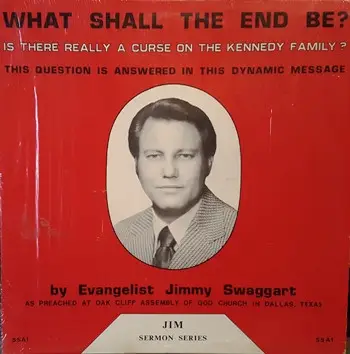 WHAT SHALL THE END BE?
IS THERE REALLY A CURSE ON THE KENNEDY FAMILY?
THIS QUESTION IS ANSWERED IN THIS DYNAMIC MESSAGE
by Evangelist Jimmy Swaggart
AS PREACHED AT OAK CLIFF ASSEMBLY OF GOD CHURCH IN DALLAS, TEXAS
JIM
SERMON SERIES